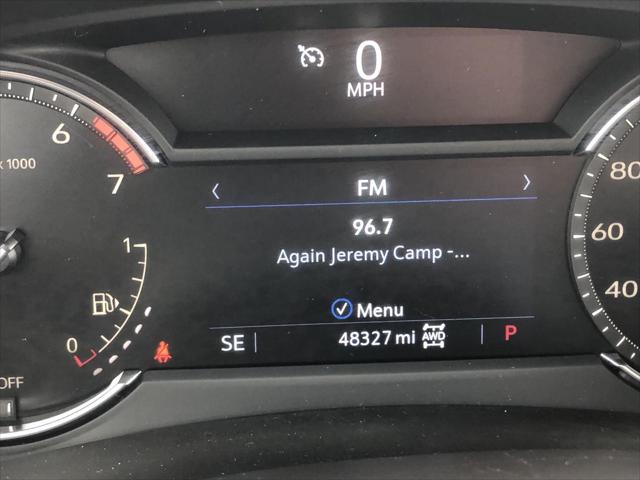 0
MPH
6
x 1000
7
FM
96.7
Again Jeremy Camp -...
Menu
1
0
SE
48327 mi
AWD
P
OFF
80
60
40